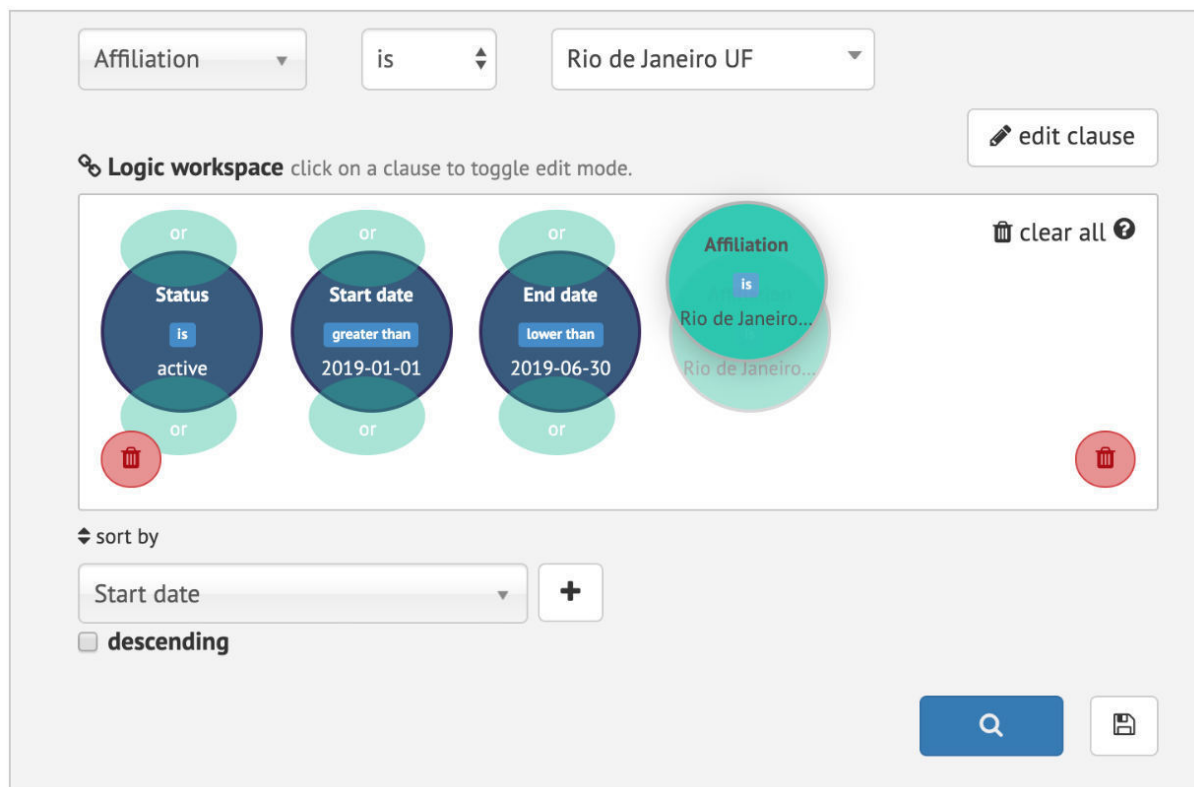 Affiliation is Rio de Janeiro UF
edit clause
Logic workspace click on a clause to toggle edit mode.
clear all
or or or
Status
is
active
or
Start date
greater than
2019-01-01
or
End date
lower than
2019-06-30
or
Affiliation
is
Rio de Janeiro...
Rio de Janeiro...
sort by
Start date
descending